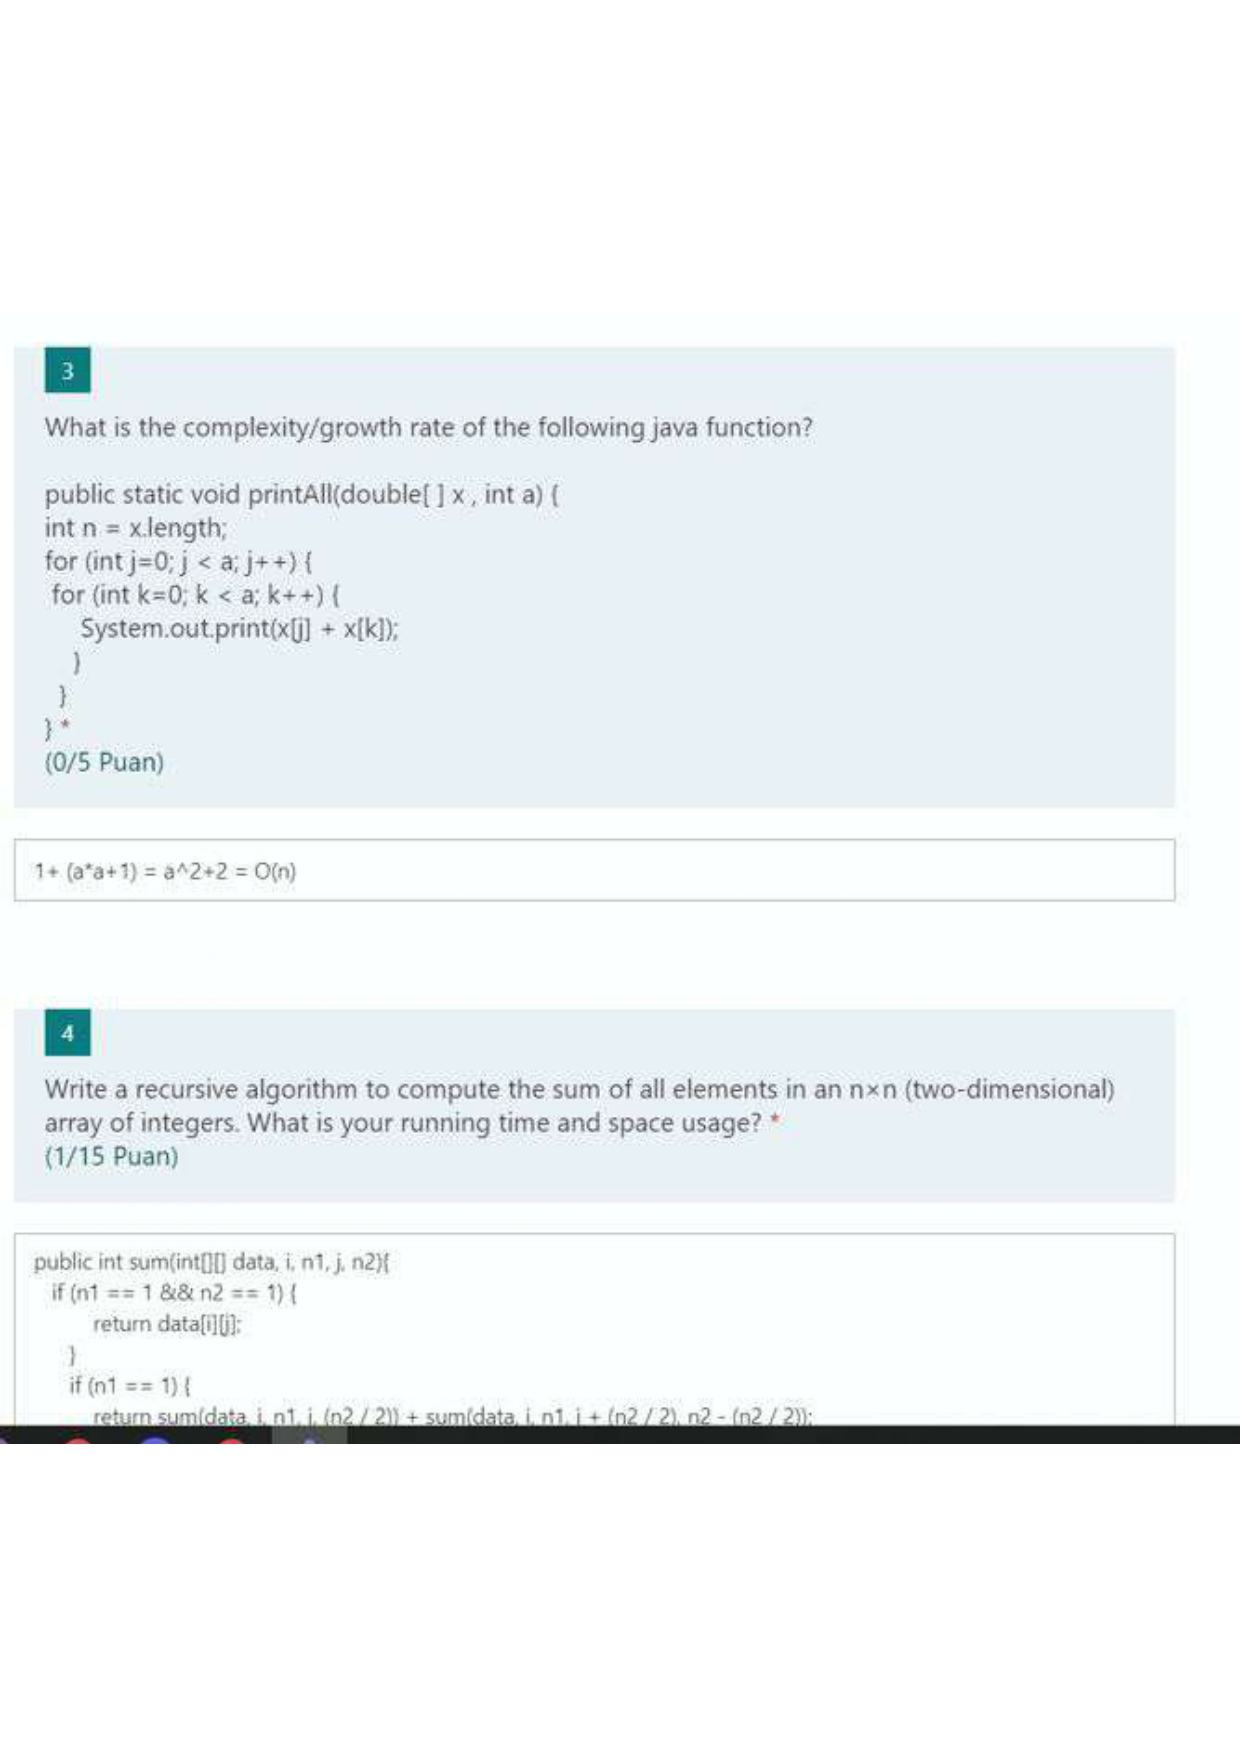 3
What is the complexity/growth rate of the following java function?
public static void printAll(double[ ] x , int a) {
int n = x.length;
for (int j=0; j < a; j++) {
for (int k=0; k < a; k++) {
System.out.print(x[j] + x[k]);
}
}
} *
(0/5 Puan)
1+ (a*a+1) = a^2+2 = O(n)
4
Write a recursive algorithm to compute the sum of all elements in an n×n (two-dimensional)
array of integers. What is your running time and space usage? *
(1/15 Puan)
public int sum(int[][] data, i, n1, j, n2){
if (n1 == 1 && n2 == 1) {
return data[i][j];
}
if (n1 == 1) {
return sum(data, i, n1, j, (n2 / 2)) + sum(data, i, n1, j + (n2 / 2), n2 - (n2 / 2));